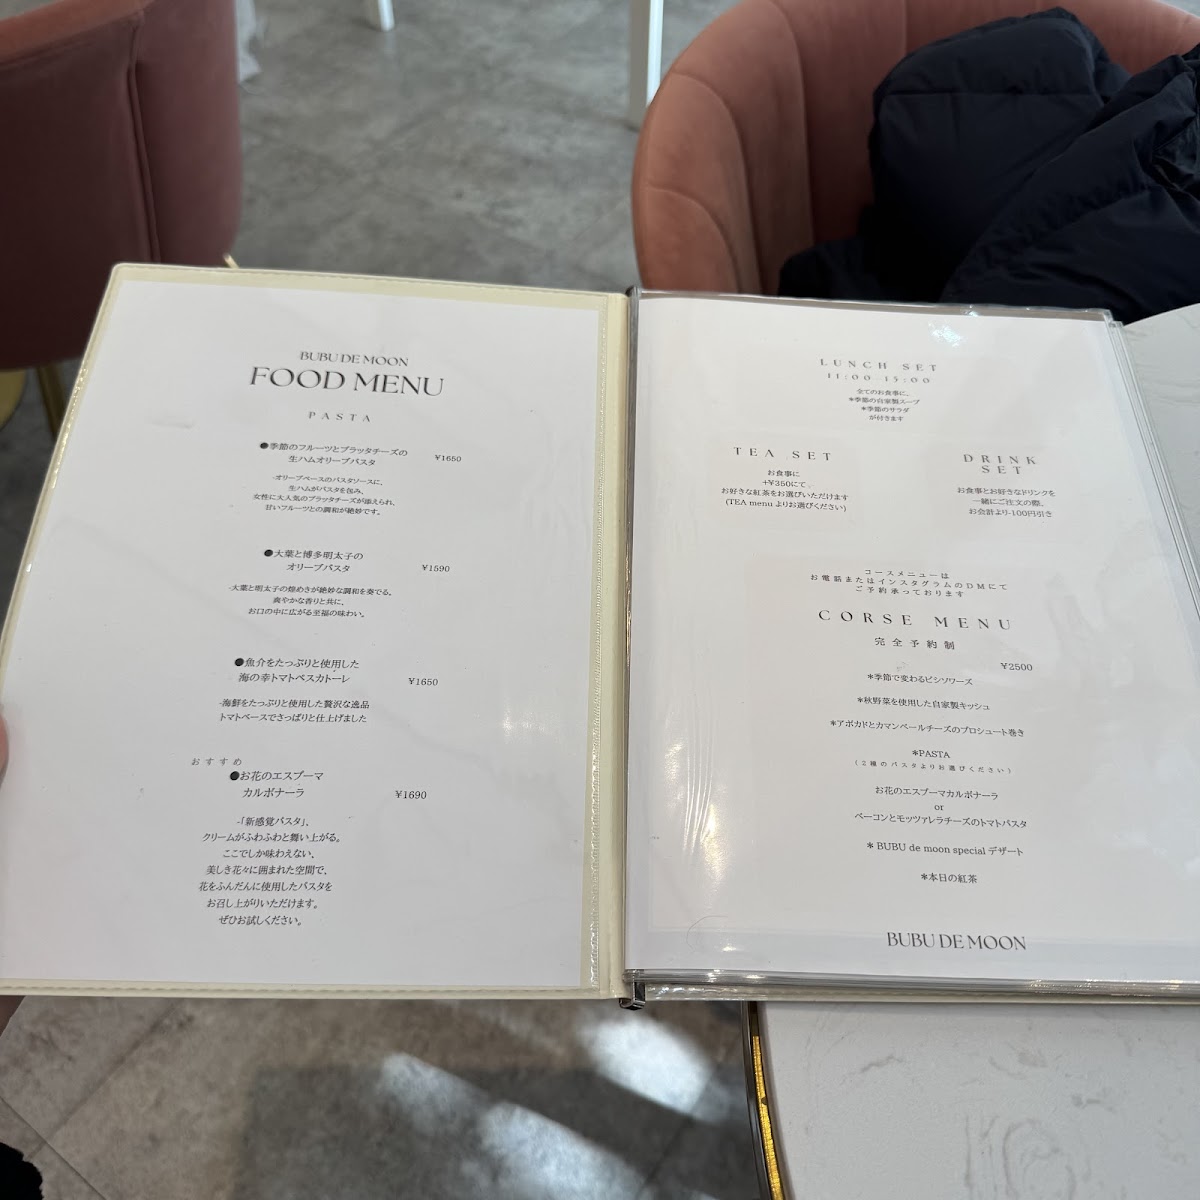 BUBU DE MOON
FOOD MENU
PASTA
●季節のフルーツとブラッタチーズの
生ハムオリーブパスタ ¥1650
-オリーブベースのパスタソースに、
生ハムがパスタを包み、
女性に大人気のブラッタチーズが添えられ、
甘いフルーツとの調和が絶妙です。
●大葉と博多明太子の
オリーブパスタ ¥1590
-大葉と明太子の煌めきが絶妙な調和を奏でる。
爽やかな香りと共に、
お口の中に広がる至福の味わい。
●魚介をたっぷりと使用した
海の幸トマトペスカトーレ ¥1650
-海鮮をたっぷりと使用した贅沢な逸品
トマトベースでさっぱりと仕上げました
おすすめ
●お花のエスプーマ
カルボナーラ ¥1690
-「新感覚パスタ」、
クリームがふわふわと舞い上がる。
ここでしか味わえない、
美しき花々に囲まれた空間で、
花をふんだんに使用したパスタを
お召し上がりいただけます。
ぜひお試しください。
LUNCH SET
11:00-15:00
全てのお食事に、
*季節の自家製スープ
*季節のサラダ
が付きます
TEA SET
お食事に
+¥350にて
お好きな紅茶をお選びいただけます
(TEA menu よりお選びください)
DRINK
SET
お食事とお好きなドリンクを
一緒にご注文の際、
お会計より-100円引き
コースメニューは
お電話またはインスタグラムのDMにて
ご予約承っております
CORSE MENU
完全予約制
¥2500
*季節で変わるビシソワーズ
*秋野菜を使用した自家製キッシュ
*アボカドとカマンベールチーズのプロシュート巻き
*PASTA
(2種のパスタよりお選びください)
お花のエスプーマカルボナーラ
or
ベーコンとモッツァレラチーズのトマトパスタ
* BUBU de moon special デザート
*本日の紅茶
BUBU DE MOON